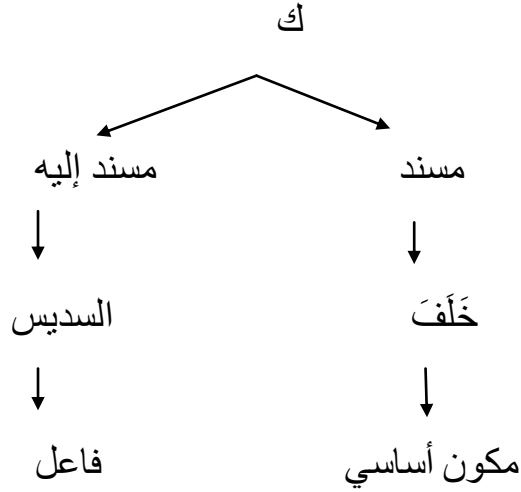 ك
مسند مسند إليه
خَلَفَ السديس
مكون أساسي فاعل